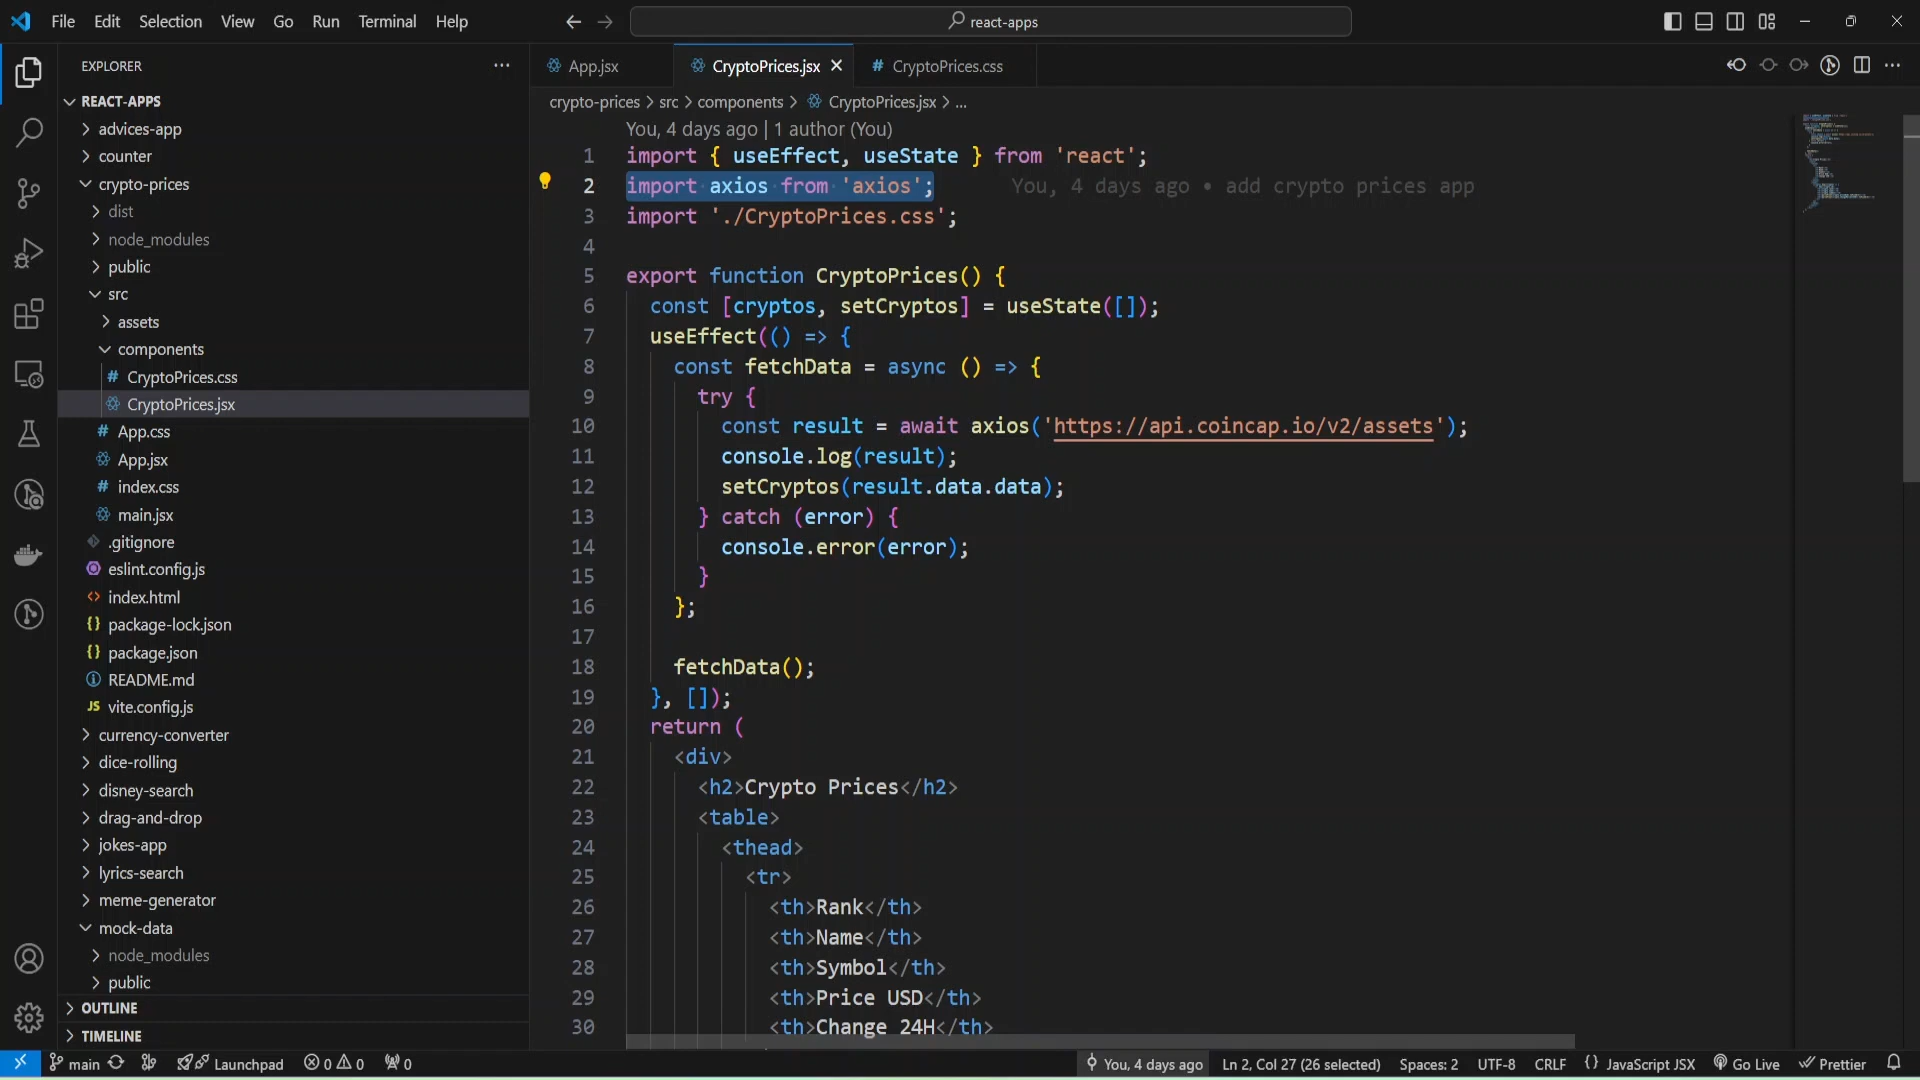 File Edit Selection View Go Run Terminal Help
react-apps
EXPLORER
REACT-APPS
advices-app
counter
crypto-prices
dist
node_modules
public
src
assets
components
CryptoPrices.css
CryptoPrices.jsx
App.css
App.jsx
index.css
main.jsx
.gitignore
eslint.config.js
index.html
package-lock.json
package.json
README.md
vite.config.js
currency-converter
dice-rolling
disney-search
drag-and-drop
jokes-app
lyrics-search
meme-generator
mock-data
node_modules
public
OUTLINE
TIMELINE
App.jsx CryptoPrices.jsx CryptoPrices.css
crypto-prices > src > components > CryptoPrices.jsx > ...
You, 4 days ago | 1 author (You)
1 import { useEffect, useState } from 'react';
2 import axios from 'axios'; You, 4 days ago • add crypto prices app
3 import './CryptoPrices.css';
4
5 export function CryptoPrices() {
6 const [cryptos, setCryptos] = useState([]);
7 useEffect(() => {
8 const fetchData = async () => {
9 try {
10 const result = await axios('https://api.coincap.io/v2/assets');
11 console.log(result);
12 setCryptos(result.data.data);
13 } catch (error) {
14 console.error(error);
15 }
16 };
17
18 fetchData();
19 }, []);
20 return (
21 <div>
22 <h2>Crypto Prices</h2>
23 <table>
24 <thead>
25 <tr>
26 <th>Rank</th>
27 <th>Name</th>
28 <th>Symbol</th>
29 <th>Price USD</th>
30 <th>Change 24H</th>
main Launchpad 0 0 0 You, 4 days ago Ln 2, Col 27 (26 selected) Spaces: 2 UTF-8 CRLF {} JavaScript JSX Go Live Prettier